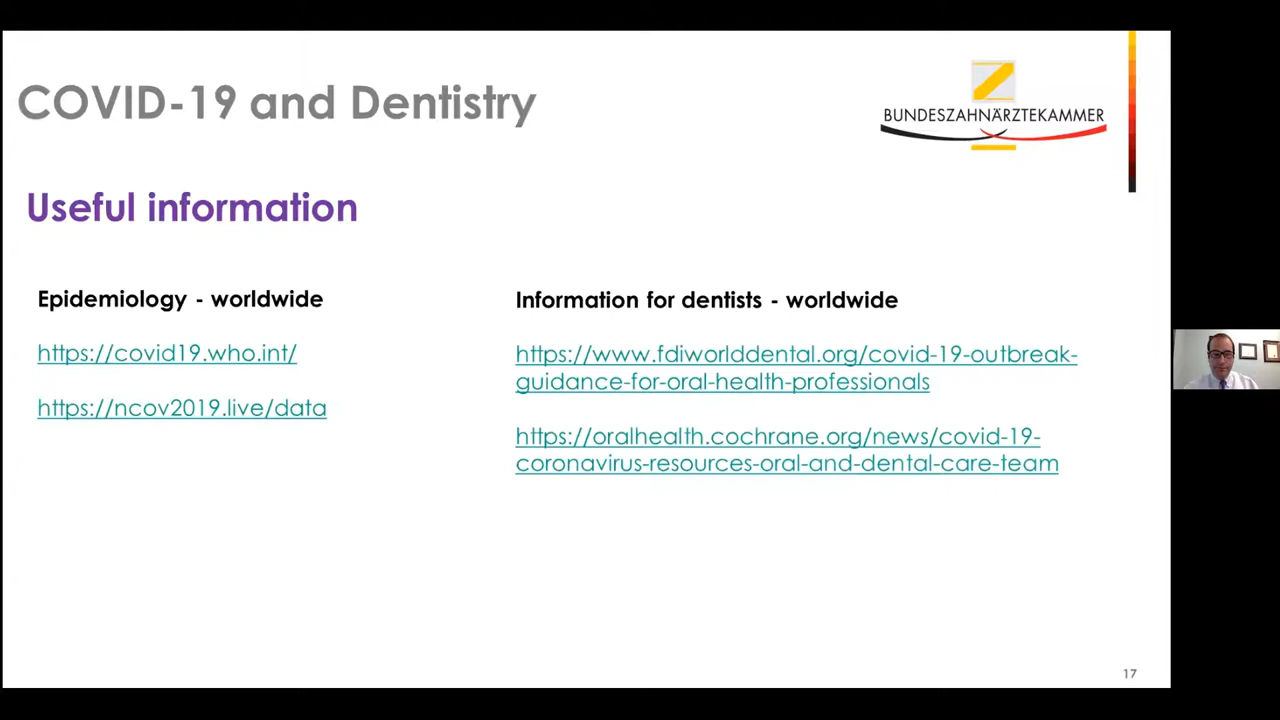 COVID-19 and Dentistry
BUNDESZAHNÄRZTEKAMMER
Useful information
Epidemiology - worldwide
https://covid19.who.int/
https://ncov2019.live/data
Information for dentists - worldwide
https://www.fdiworlddental.org/covid-19-outbreak-
guidance-for-oral-health-professionals
https://oralhealth.cochrane.org/news/covid-19-
coronavirus-resources-oral-and-dental-care-team
17